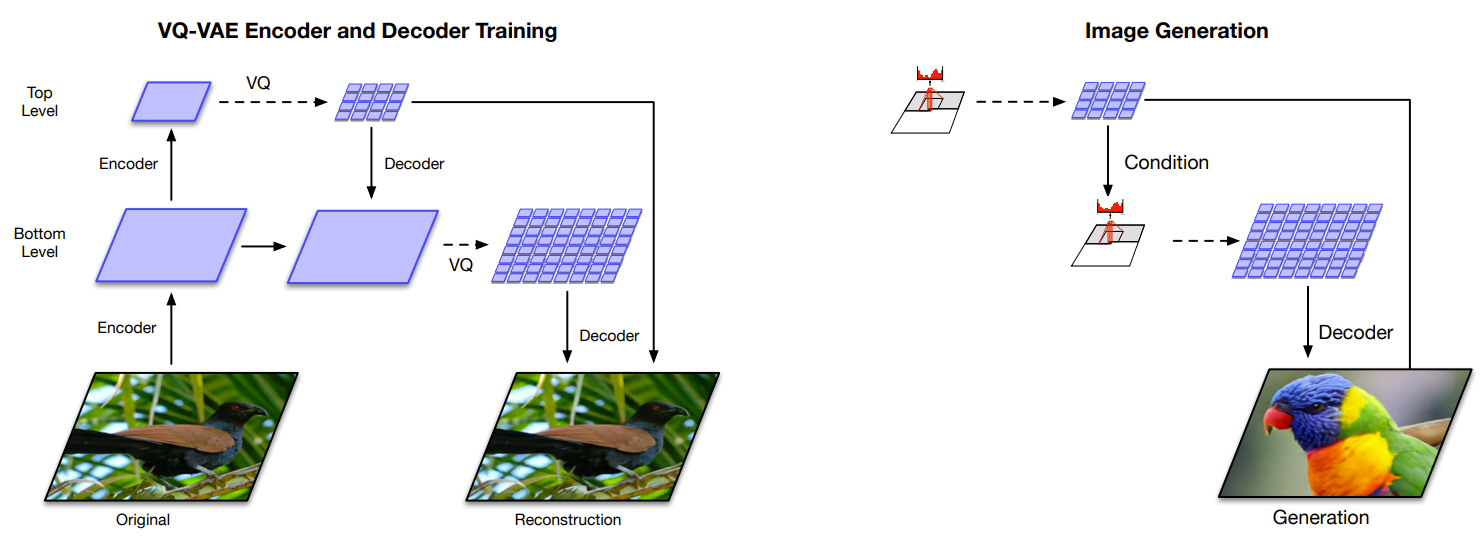 VQ-VAE Encoder and Decoder Training
Top
Level
VQ
Encoder
Decoder
Bottom
Level
VQ
Encoder
Decoder
Original
Reconstruction
Image Generation
Condition
Decoder
Generation